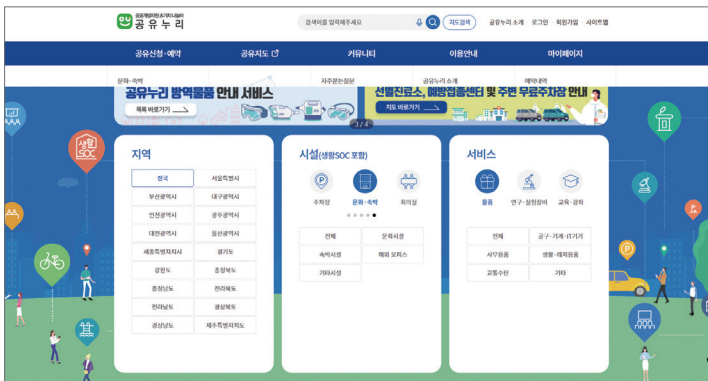 공유개방자원 2가지 나눔터
공유누리
검색어를 입력해주세요
지도검색
공유누리 소개 로그인 회원가입 사이트맵
공유신청·예약 공유지도 커뮤니티 이용안내 마이페이지
문화·숙박 자주묻는질문 공유누리 소개 예약내역
공유누리 방역물품 안내 서비스
목록 바로가기
선별진료소, 예방접종센터 및 주변 무료주차장 안내
지도 바로가기
3 / 4
생활
SOC
지역
전국 서울특별시
부산광역시 대구광역시
인천광역시 광주광역시
대전광역시 울산광역시
세종특별자치시 경기도
강원도 충청북도
충청남도 전라북도
전라남도 경상북도
경상남도 제주특별자치도
시설(생활SOC 포함)
주차장 문화·숙박 회의실
전체 문화시설
숙박시설 해외 오피스
기타시설
서비스
물품 연구·실험장비 교육·강좌
전체 공구·기계·IT기기
사무용품 생활·레저용품
교통수단 기타